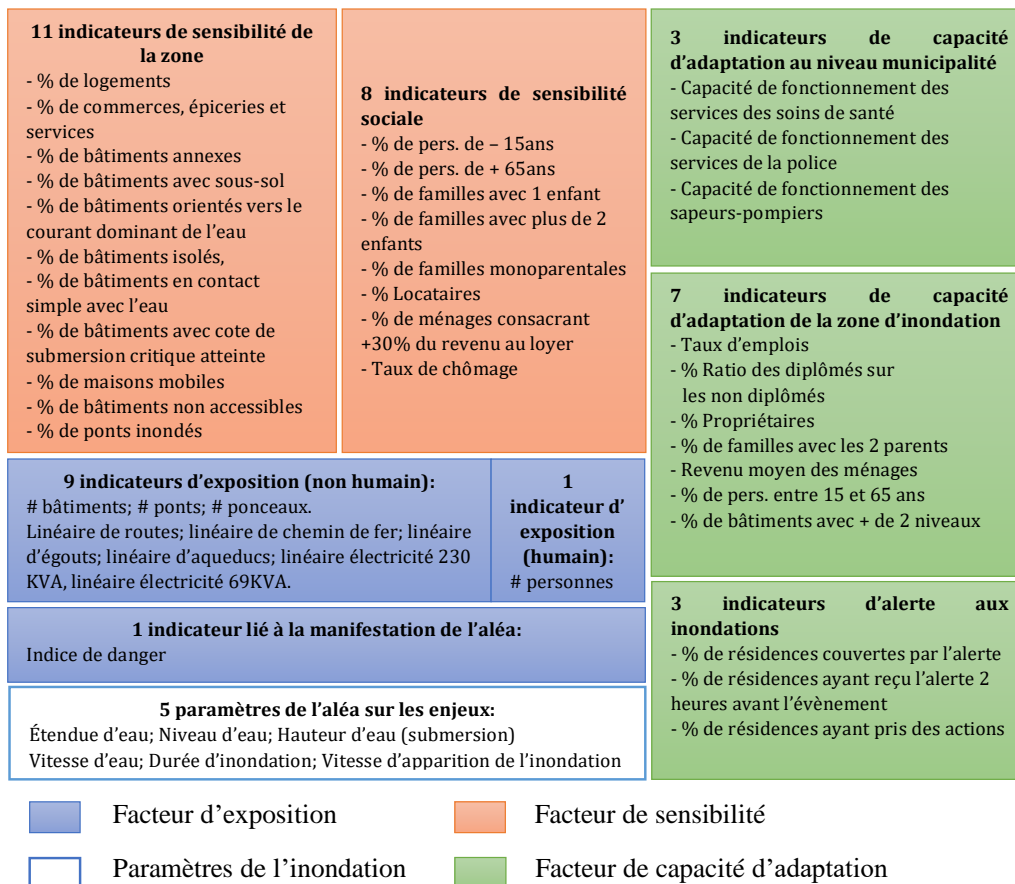 11 indicateurs de sensibilité de
la zone
- % de logements
- % de commerces, épiceries et
services
- % de bâtiments annexes
- % de bâtiments avec sous-sol
- % de bâtiments orientés vers le
courant dominant de l’eau
- % de bâtiments isolés,
- % de bâtiments en contact
simple avec l’eau
- % de bâtiments avec cote de
submersion critique atteinte
- % de maisons mobiles
- % de bâtiments non accessibles
- % de ponts inondés
8 indicateurs de sensibilité
sociale
- % de pers. de – 15ans
- % de pers. de + 65ans
- % de familles avec 1 enfant
- % de familles avec plus de 2
enfants
- % de familles monoparentales
- % Locataires
- % de ménages consacrant
+30% du revenu au loyer
- Taux de chômage
3 indicateurs de capacité
d’adaptation au niveau municipalité
- Capacité de fonctionnement des
services des soins de santé
- Capacité de fonctionnement des
services de la police
- Capacité de fonctionnement des
sapeurs-pompiers
7 indicateurs de capacité
d’adaptation de la zone d’inondation
- Taux d’emplois
- % Ratio des diplômés sur
les non diplômés
- % Propriétaires
- % de familles avec les 2 parents
- Revenu moyen des ménages
- % de pers. entre 15 et 65 ans
- % de bâtiments avec + de 2 niveaux
9 indicateurs d’exposition (non humain):
# bâtiments; # ponts; # ponceaux.
Linéaire de routes; linéaire de chemin de fer; linéaire
d’égouts; linéaire d’aqueducs; linéaire électricité 230
KVA, linéaire électricité 69KVA.
1
indicateur d’
exposition
(humain):
# personnes
3 indicateurs d’alerte aux
inondations
- % de résidences couvertes par l’alerte
- % de résidences ayant reçu l’alerte 2
heures avant l’évènement
- % de résidences ayant pris des actions
1 indicateur lié à la manifestation de l’aléa:
Indice de danger
5 paramètres de l’aléa sur les enjeux:
Étendue d’eau; Niveau d’eau; Hauteur d’eau (submersion)
Vitesse d’eau; Durée d’inondation; Vitesse d’apparition de l’inondation
Facteur d’exposition
Facteur de sensibilité
Paramètres de l’inondation
Facteur de capacité d’adaptation